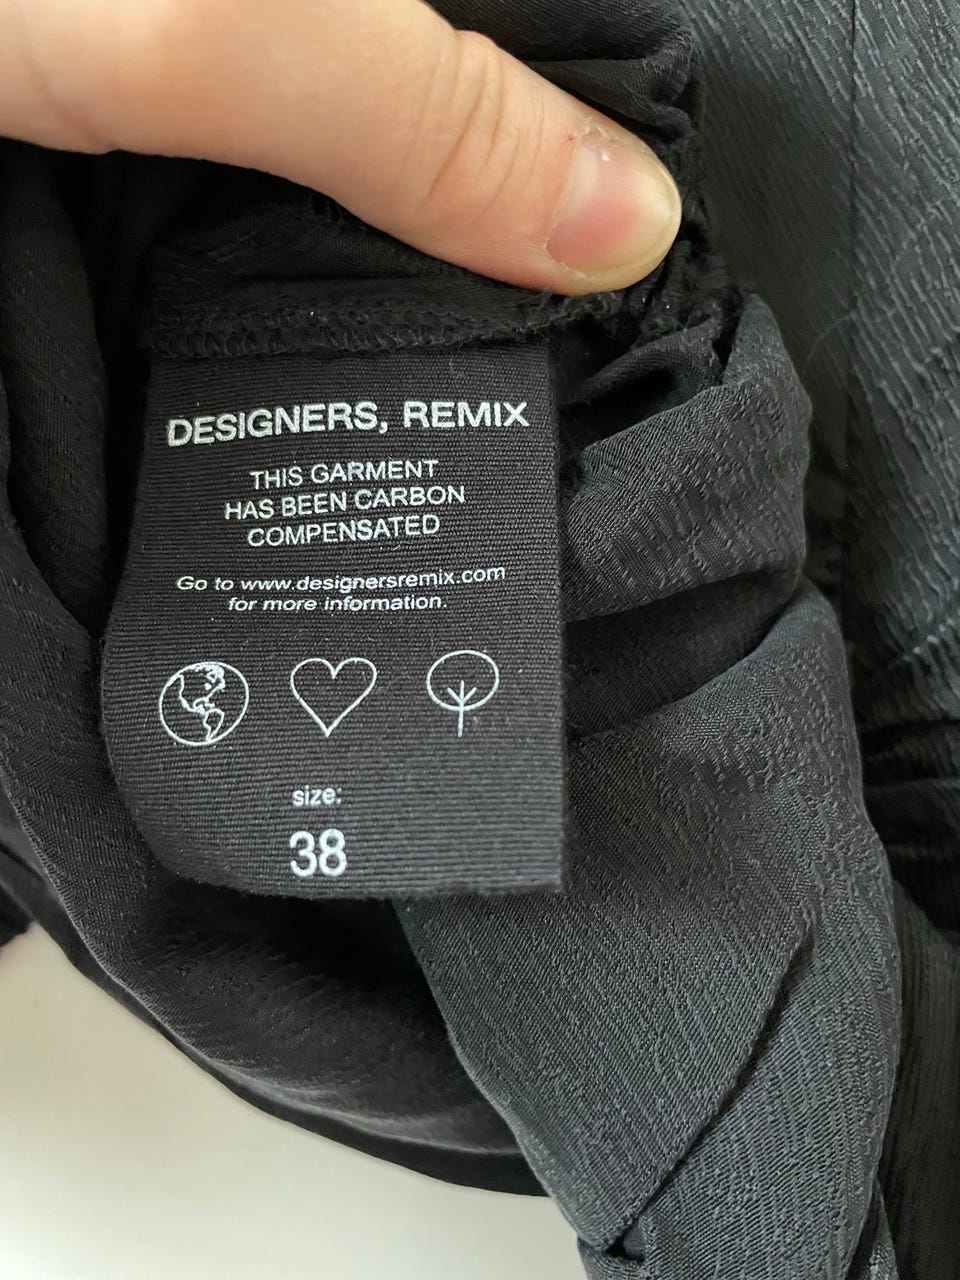 DESIGNERS, REMIX
THIS GARMENT
HAS BEEN CARBON
COMPENSATED
Go to www.designersremix.com
for more information.
size:
38